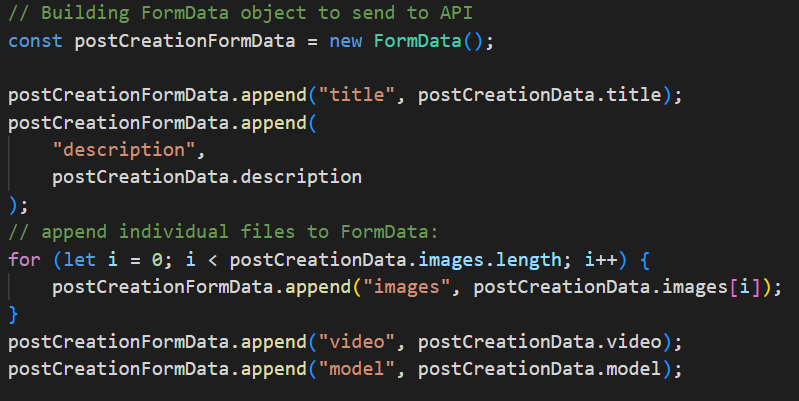 // Building FormData object to send to API
const postCreationFormData = new FormData();
postCreationFormData.append("title", postCreationData.title);
postCreationFormData.append(
"description",
postCreationData.description
);
// append individual files to FormData:
for (let i = 0; i < postCreationData.images.length; i++) {
postCreationFormData.append("images", postCreationData.images[i]);
}
postCreationFormData.append("video", postCreationData.video);
postCreationFormData.append("model", postCreationData.model);